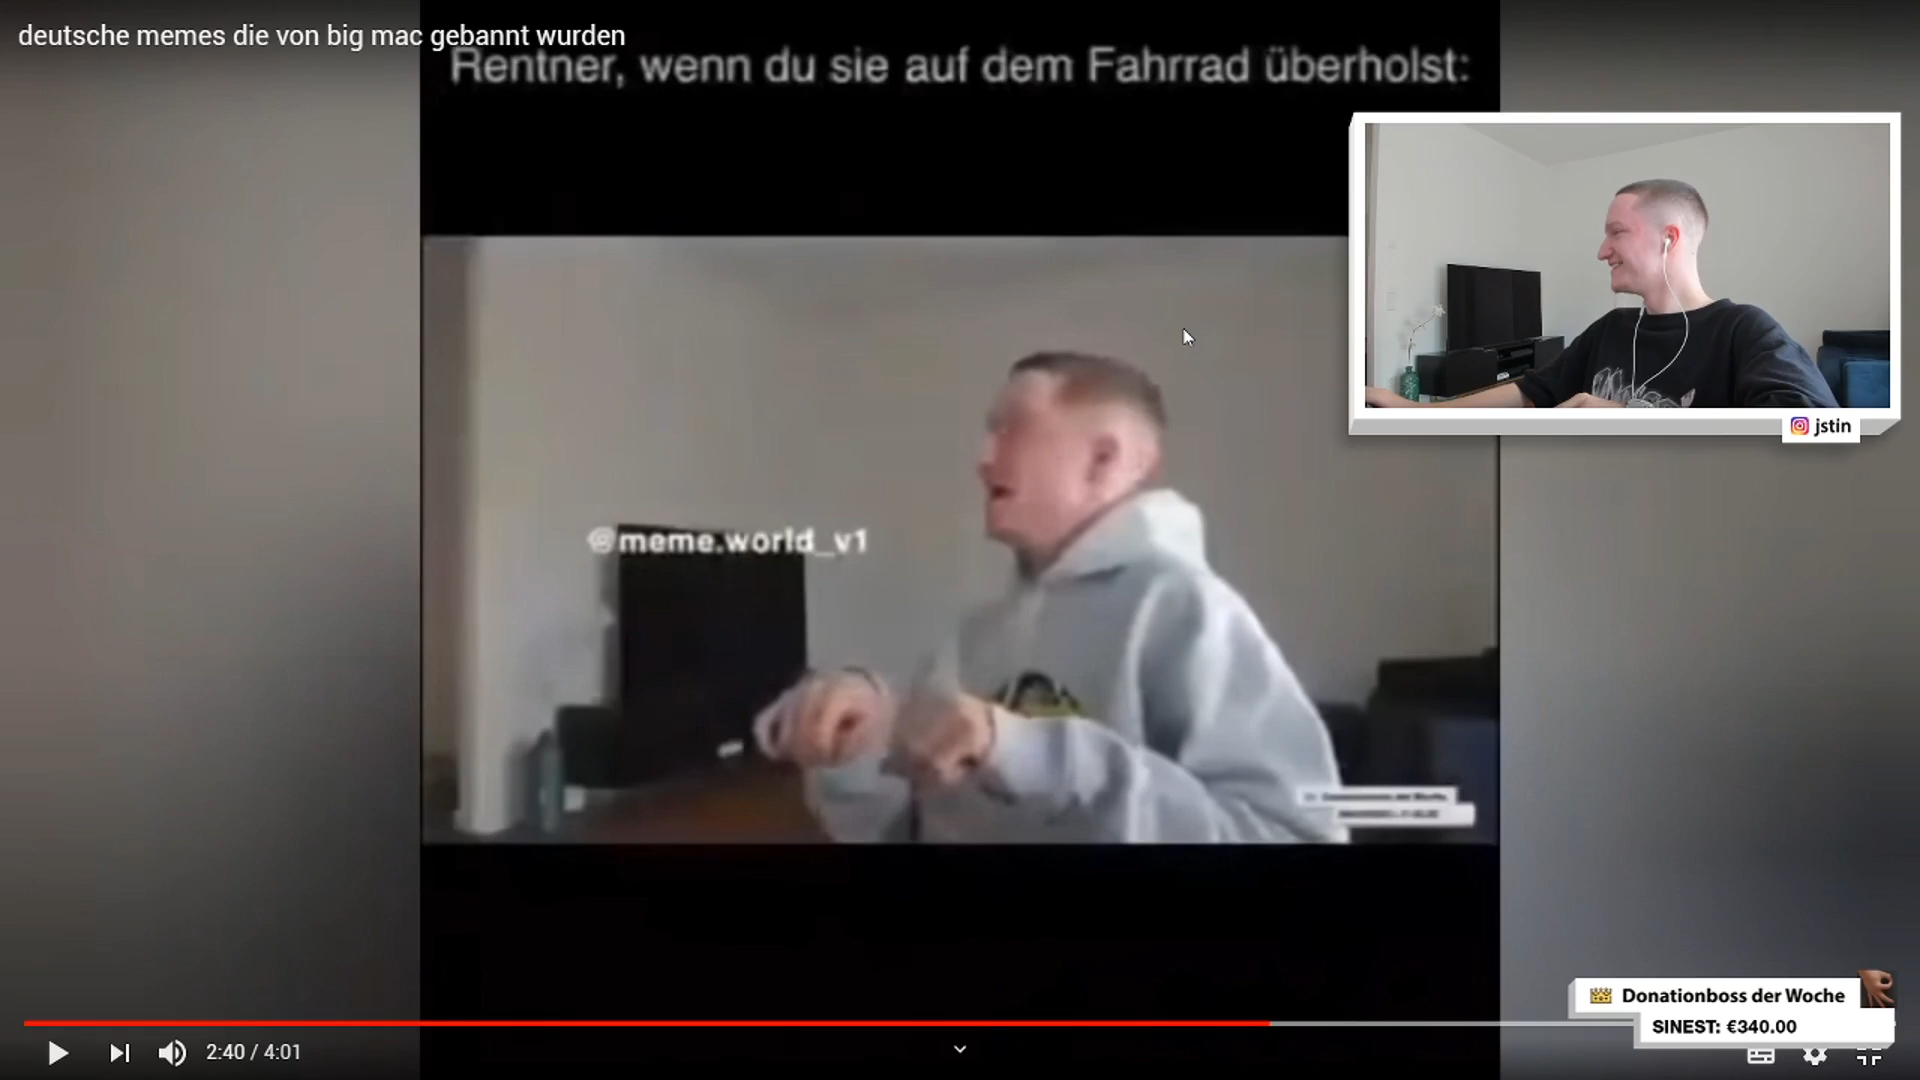 deutsche memes die von big mac gebannt wurden
Rentner, wenn du sie auf dem Fahrrad überholst:
jstin
@meme.world_v1
Donationboss der Woche
SINEST: €340.00
2:40 / 4:01